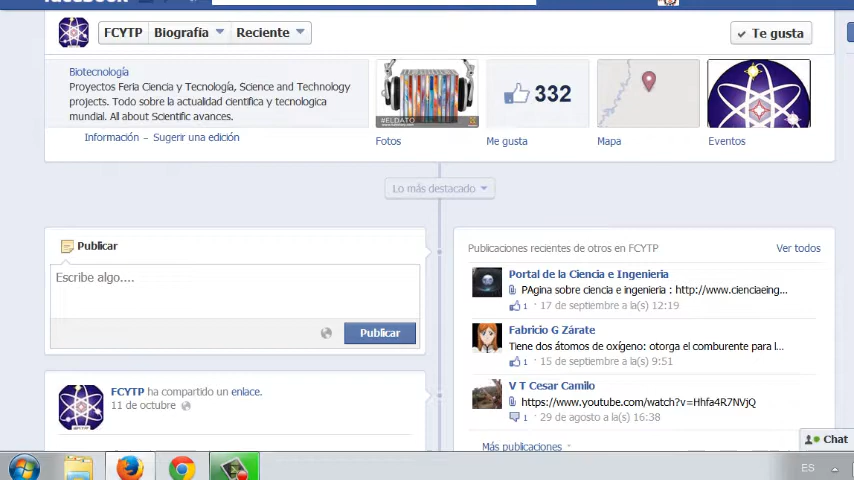 FCYTP Biografía Reciente Te gusta
Biotecnología
Proyectos Feria Ciencia y Tecnología, Science and Technology
projects. Todo sobre la actualidad cientifica y tecnologica
mundial. All about Scientific avances.
Información – Sugerir una edición
#ELDATO
Fotos
332
Me gusta
Mapa
Eventos
Lo más destacado
Publicar
Escribe algo....
Publicar
FCYTP ha compartido un enlace.
11 de octubre
Publicaciones recientes de otros en FCYTP Ver todos
Portal de la Ciencia e Ingenieria
PAgina sobre ciencia e ingenieria : http://www.cienciaeing...
1 · 17 de septiembre a la(s) 12:19
Fabricio G Zárate
Tiene dos átomos de oxígeno: otorga el comburente para l...
1 · 15 de septiembre a la(s) 9:51
V T Cesar Camilo
https://www.youtube.com/watch?v=Hhfa4R7NVjQ
1 · 29 de agosto a la(s) 16:38
Más publicaciones
Chat
ES